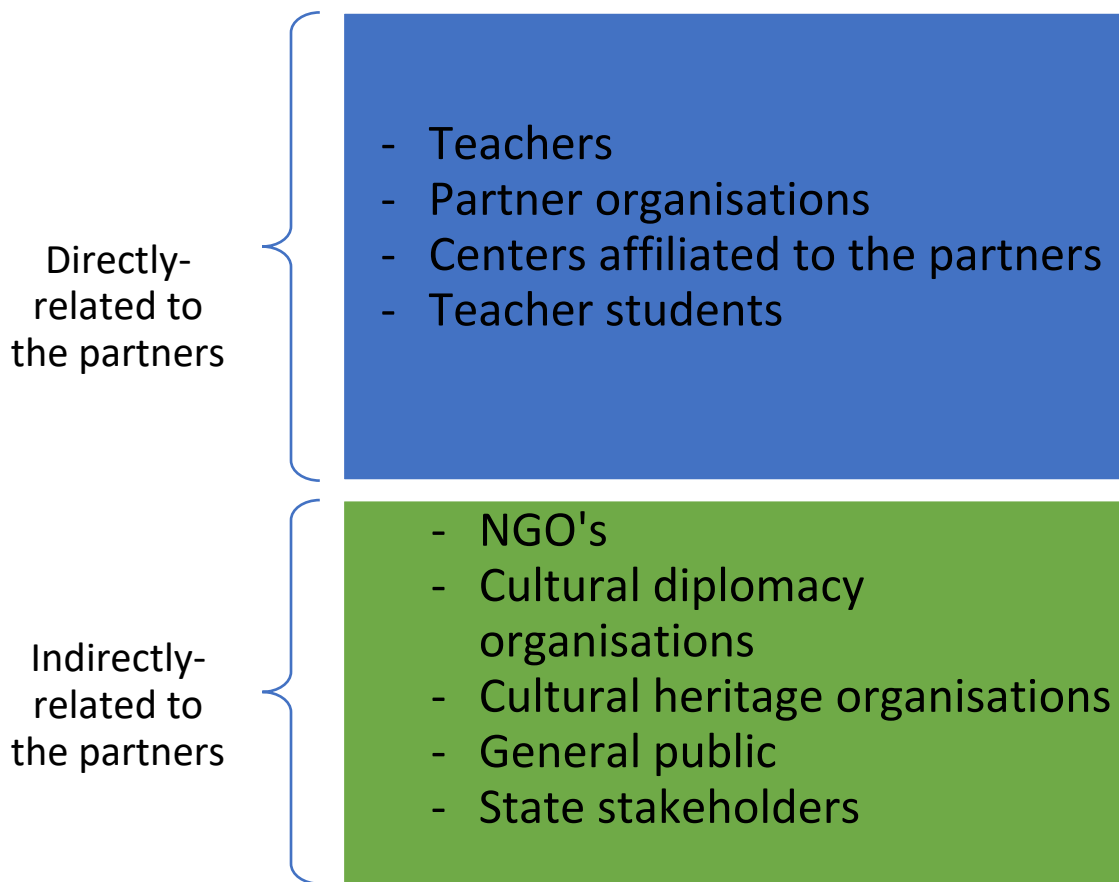 Directly-
related to
the partners
- Teachers
- Partner organisations
- Centers affiliated to the partners
- Teacher students
Indirectly-
related to
the partners
- NGO's
- Cultural diplomacy
organisations
- Cultural heritage organisations
- General public
- State stakeholders